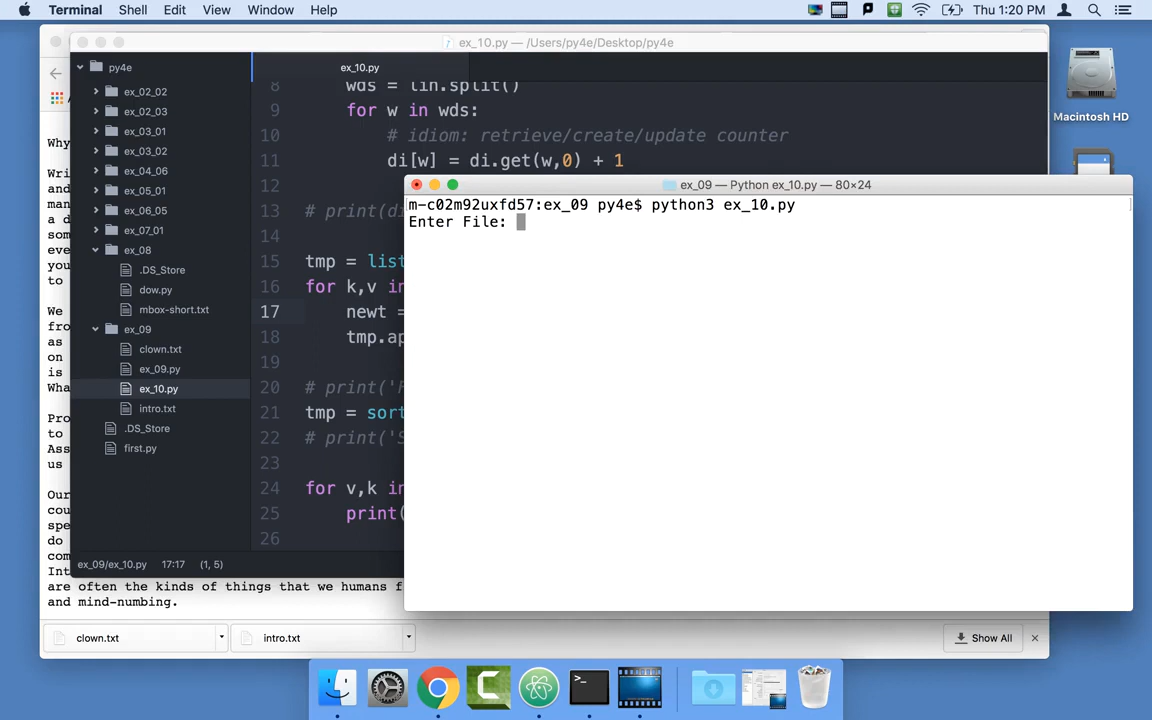 Terminal Shell Edit View Window Help Thu 1:20 PM
ex_10.py — /Users/py4e/Desktop/py4e
py4e
ex_02_02
ex_02_03
ex_03_01
ex_03_02
ex_04_06
ex_05_01
ex_06_05
ex_07_01
ex_08
.DS_Store
dow.py
mbox-short.txt
ex_09
clown.txt
ex_09.py
ex_10.py
intro.txt
.DS_Store
first.py
ex_10.py
8 wds = lin.split()
9 for w in wds:
10 # idiom: retrieve/create/update counter
11 di[w] = di.get(w,0) + 1
12
13 # print(di
14
15 tmp = list
16 for k,v in
17 newt =
18 tmp.ap
19
20 # print('F
21 tmp = sort
22 # print('S
23
24 for v,k in
25 print(
26
ex_09/ex_10.py 17:17 (1, 5)
ex_09 — Python ex_10.py — 80×24
m-c02m92uxfd57:ex_09 py4e$ python3 ex_10.py
Enter File:
Macintosh HD
Why
Wri
and
man
a d
som
eve
you
to
We
fro
as
on
is
Wha
Pro
to
Ass
us
Our
cou
spe
do
com
Int
are often the kinds of things that we humans f
and mind-numbing.
clown.txt
intro.txt
Show All